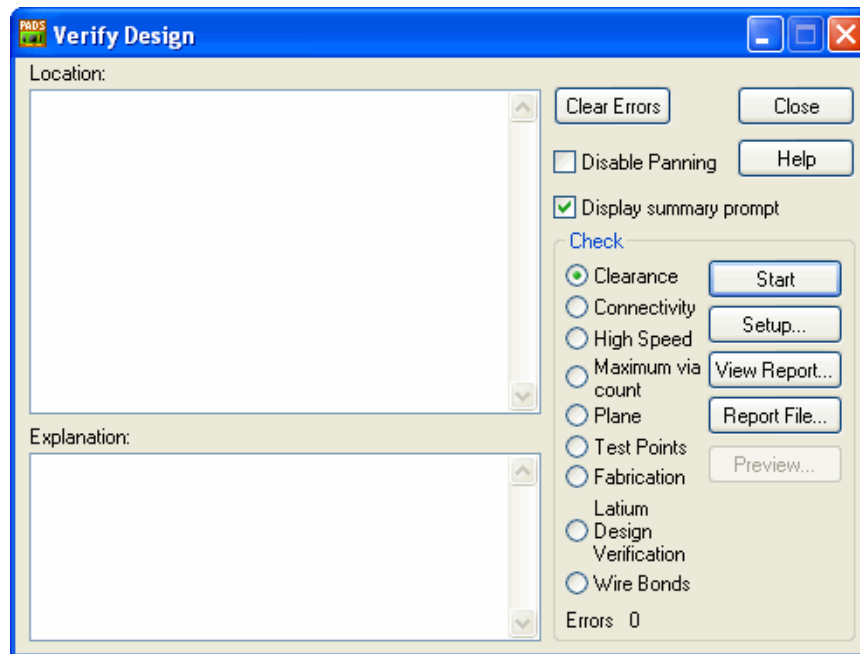 PADS
Verify Design
Location:
Clear Errors
Close
Disable Panning
Help
Display summary prompt
Check
Clearance
Start
Connectivity
Setup...
High Speed
Maximum via
count
View Report...
Plane
Report File...
Explanation:
Test Points
Fabrication
Preview...
Latium
Design
Verification
Wire Bonds
Errors 0